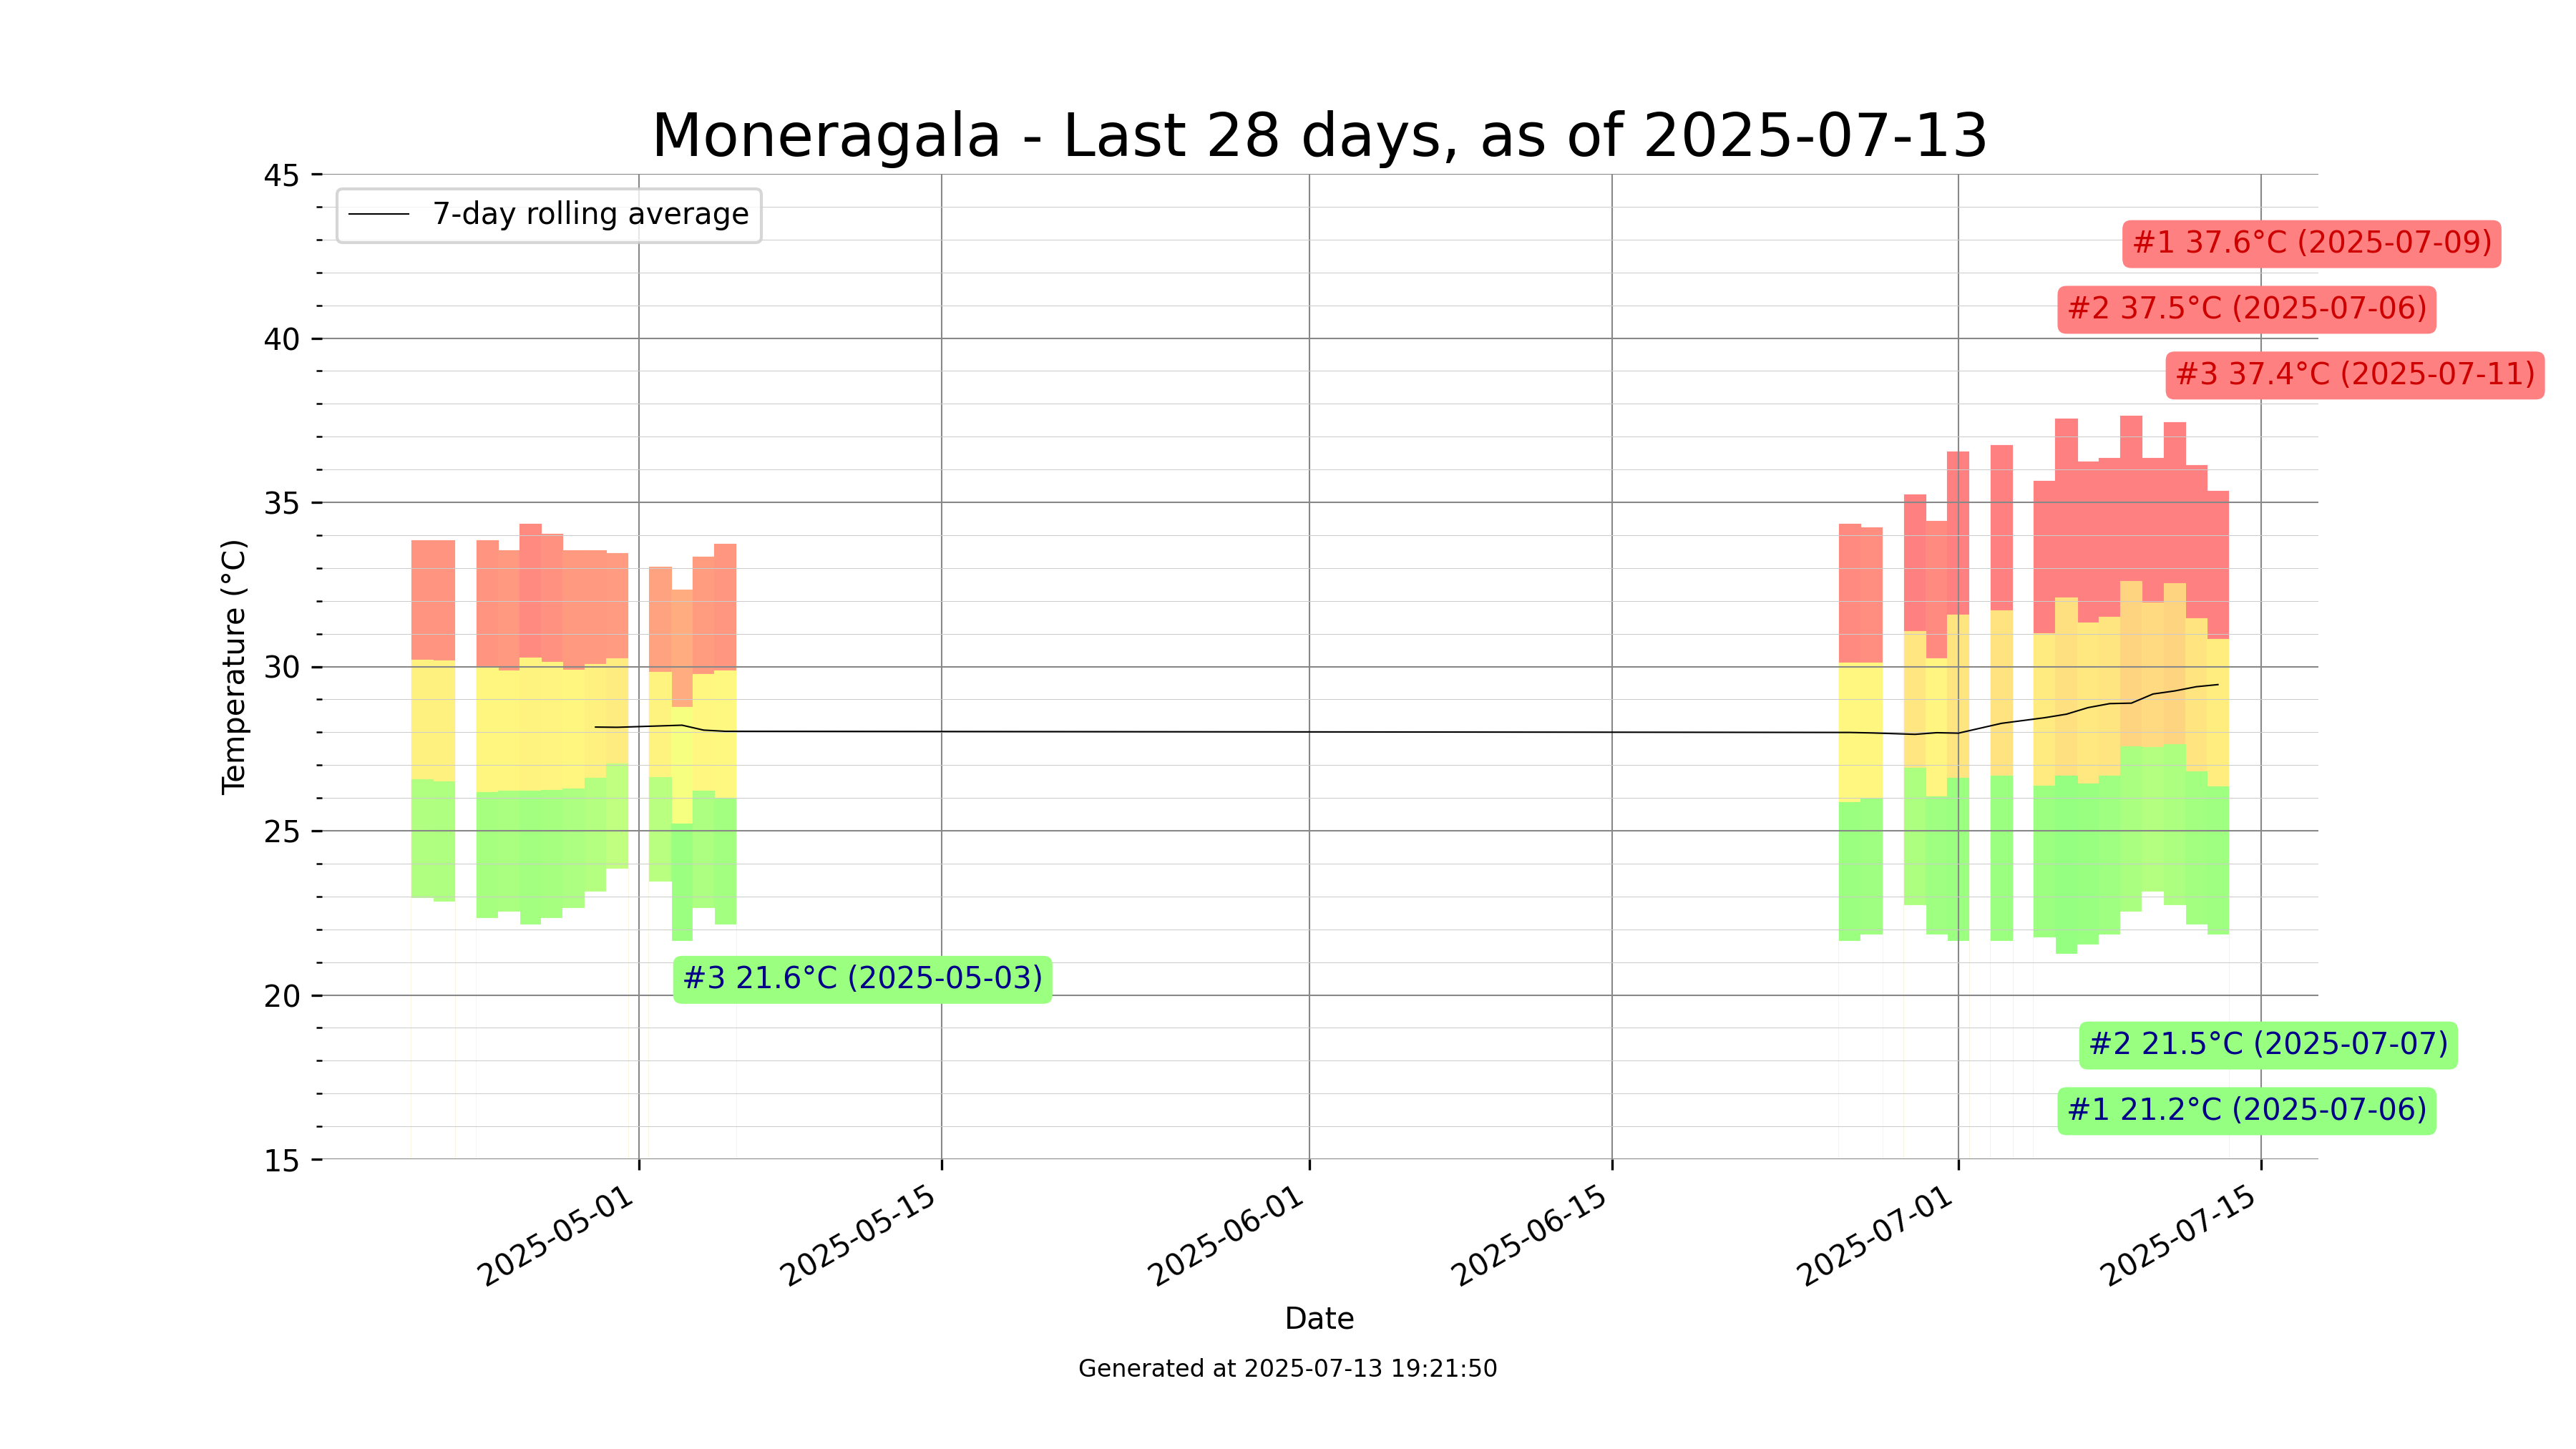 Moneragala - Last 28 days, as of 2025-07-13
7-day rolling average
#1 37.6°C (2025-07-09)
#2 37.5°C (2025-07-06)
#3 37.4°C (2025-07-11)
45
40
35
30
25
20
15
Temperature (°C)
#3 21.6°C (2025-05-03)
#2 21.5°C (2025-07-07)
#1 21.2°C (2025-07-06)
2025-05-01
2025-05-15
2025-06-01
2025-06-15
2025-07-01
2025-07-15
Date
Generated at 2025-07-13 19:21:50